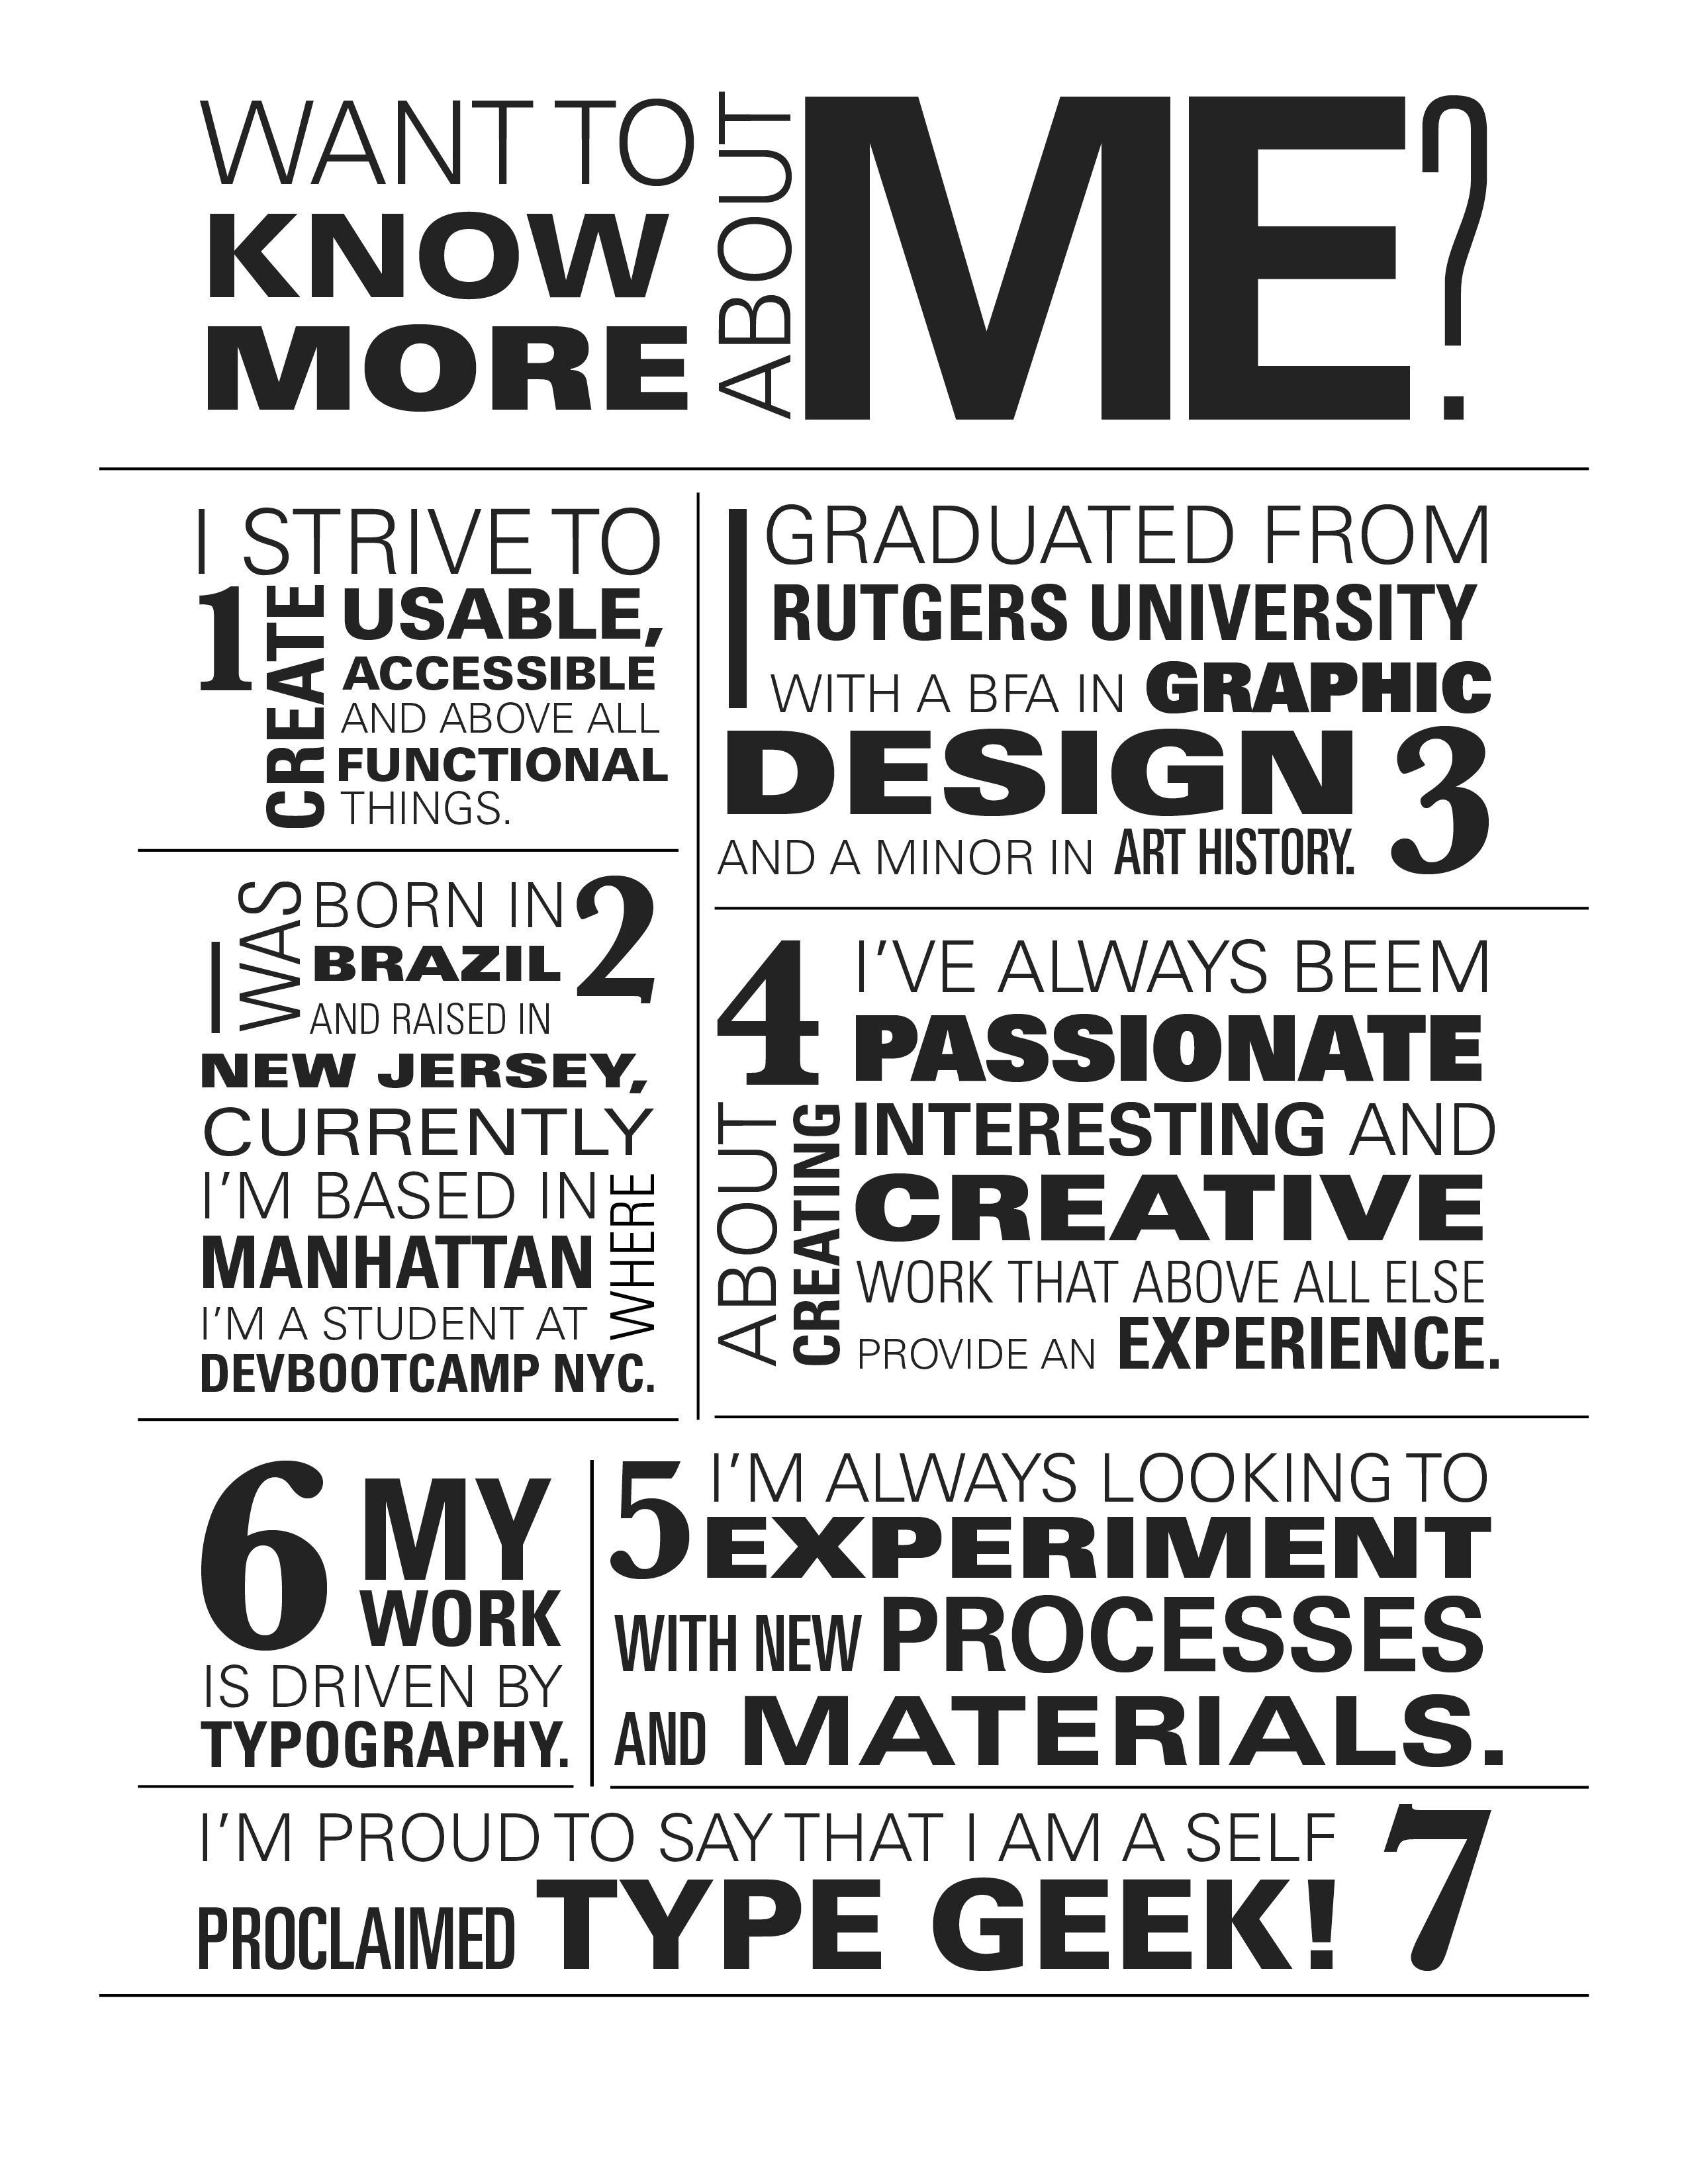 WANT TO
KNOW
MORE
ABOUT
ME?
I STRIVE TO
1
CREATE
USABLE,
ACCESSIBLE
AND ABOVE ALL
FUNCTIONAL
THINGS.
I
WAS
BORN IN
2
BRAZIL
AND RAISED IN
NEW JERSEY,
CURRENTLY
I'M BASED IN
MANHATTAN
WHERE
I'M A STUDENT AT
DEVBOOTCAMP NYC.
I
GRADUATED FROM
RUTGERS UNIVERSITY
WITH A BFA IN GRAPHIC
DESIGN
3
AND A MINOR IN ART HISTORY.
4
I'VE ALWAYS BEEM
PASSIONATE
ABOUT
CREATING
INTERESTING AND
CREATIVE
WORK THAT ABOVE ALL ELSE
PROVIDE AN EXPERIENCE.
5
I'M ALWAYS LOOKING TO
EXPERIMENT
WITH NEW PROCESSES
AND MATERIALS.
6
MY
WORK
IS DRIVEN BY
TYPOGRAPHY.
I'M PROUD TO SAY THAT I AM A SELF
7
PROCLAIMED TYPE GEEK!